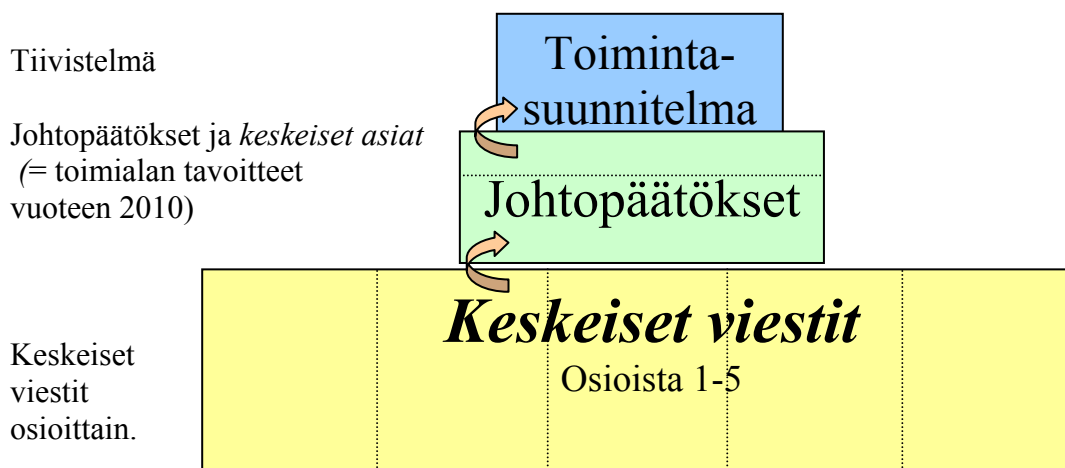 Tiivistelmä
Toiminta-
suunnitelma
Johtopäätökset ja keskeiset asiat
(= toimialan tavoitteet
vuoteen 2010)
Johtopäätökset
Keskeiset viestit
Osioista 1-5
Keskeiset
viestit
osioittain.